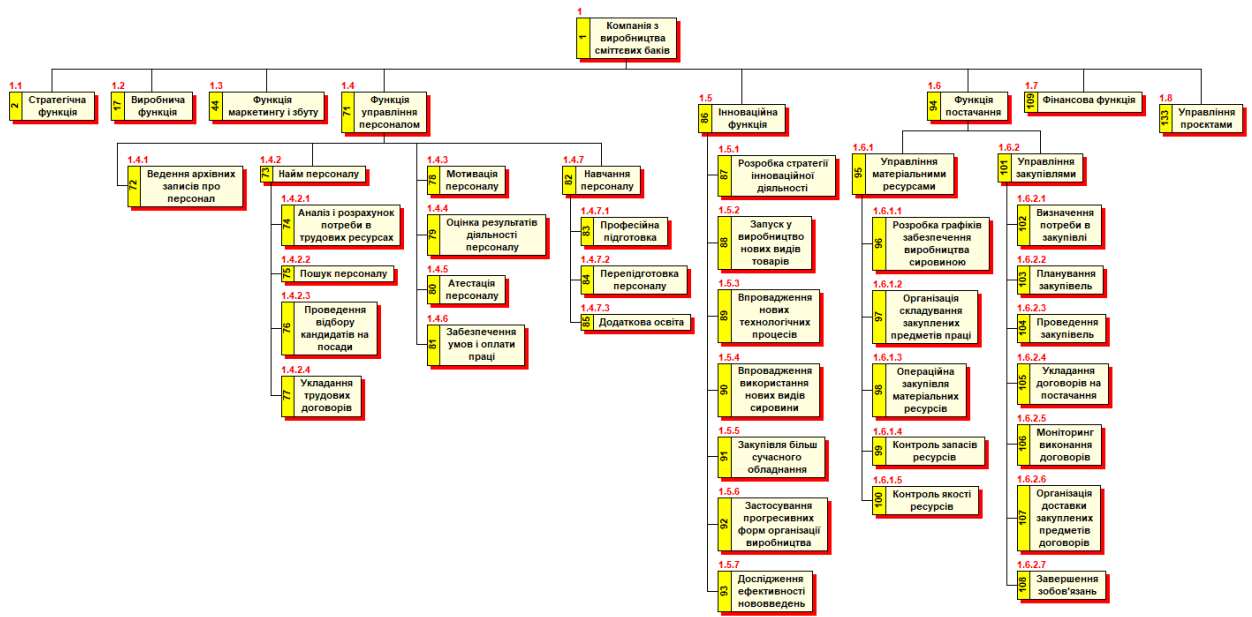 1
1
Компанія з
виробництва
сміттєвих баків
1.1
2
Стратегічна
функція
1.2
17
Виробнича
функція
1.3
44
Функція
маркетингу і збуту
1.4
71
Функція
управління
персоналом
1.5
86
Інноваційна
функція
1.6
94
Функція
постачання
1.7
109
Фінансова функція
1.8
133
Управління
проєктами
1.4.1
72
Ведення архівних
записів про
персонал
1.4.2
73
Найм персоналу
1.4.2.1
74
Аналіз і розрахунок
потреби в
трудових ресурсах
1.4.2.2
75
Пошук персоналу
1.4.2.3
76
Проведення
відбору
кандидатів на
посади
1.4.2.4
77
Укладання
трудових
договорів
1.4.3
78
Мотивація
персоналу
1.4.4
79
Оцінка результатів
діяльності
персоналу
1.4.5
80
Атестація
персоналу
1.4.6
81
Забезпечення
умов і оплати
праці
1.4.7
82
Навчання
персоналу
1.4.7.1
83
Професійна
підготовка
1.4.7.2
84
Перепідготовка
персоналу
1.4.7.3
85
Додаткова освіта
1.5.1
87
Розробка стратегії
інноваційної
діяльності
1.5.2
88
Запуск у
виробництво
нових видів
товарів
1.5.3
89
Впровадження
нових
технологічних
процесів
1.5.4
90
Впровадження
використання
нових видів
сировини
1.5.5
91
Закупівля більш
сучасного
обладнання
1.5.6
92
Застосування
прогресивних
форм організації
виробництва
1.5.7
93
Дослідження
ефективності
нововведень
1.6.1
95
Управління
матеріальними
ресурсами
1.6.1.1
96
Розробка графіків
забезпечення
виробництва
сировиною
1.6.1.2
97
Організація
складування
закуплених
предметів праці
1.6.1.3
98
Операційна
закупівля
матеріальних
ресурсів
1.6.1.4
99
Контроль запасів
ресурсів
1.6.1.5
100
Контроль якості
ресурсів
1.6.2
101
Управління
закупівлями
1.6.2.1
102
Визначення
потреби в
закупівлі
1.6.2.2
103
Планування
закупівель
1.6.2.3
104
Проведення
закупівель
1.6.2.4
105
Укладання
договорів на
постачання
1.6.2.5
106
Моніторинг
виконання
договорів
1.6.2.6
107
Організація
доставки
закуплених
предметів
договорів
1.6.2.7
108
Завершення
зобов'язань